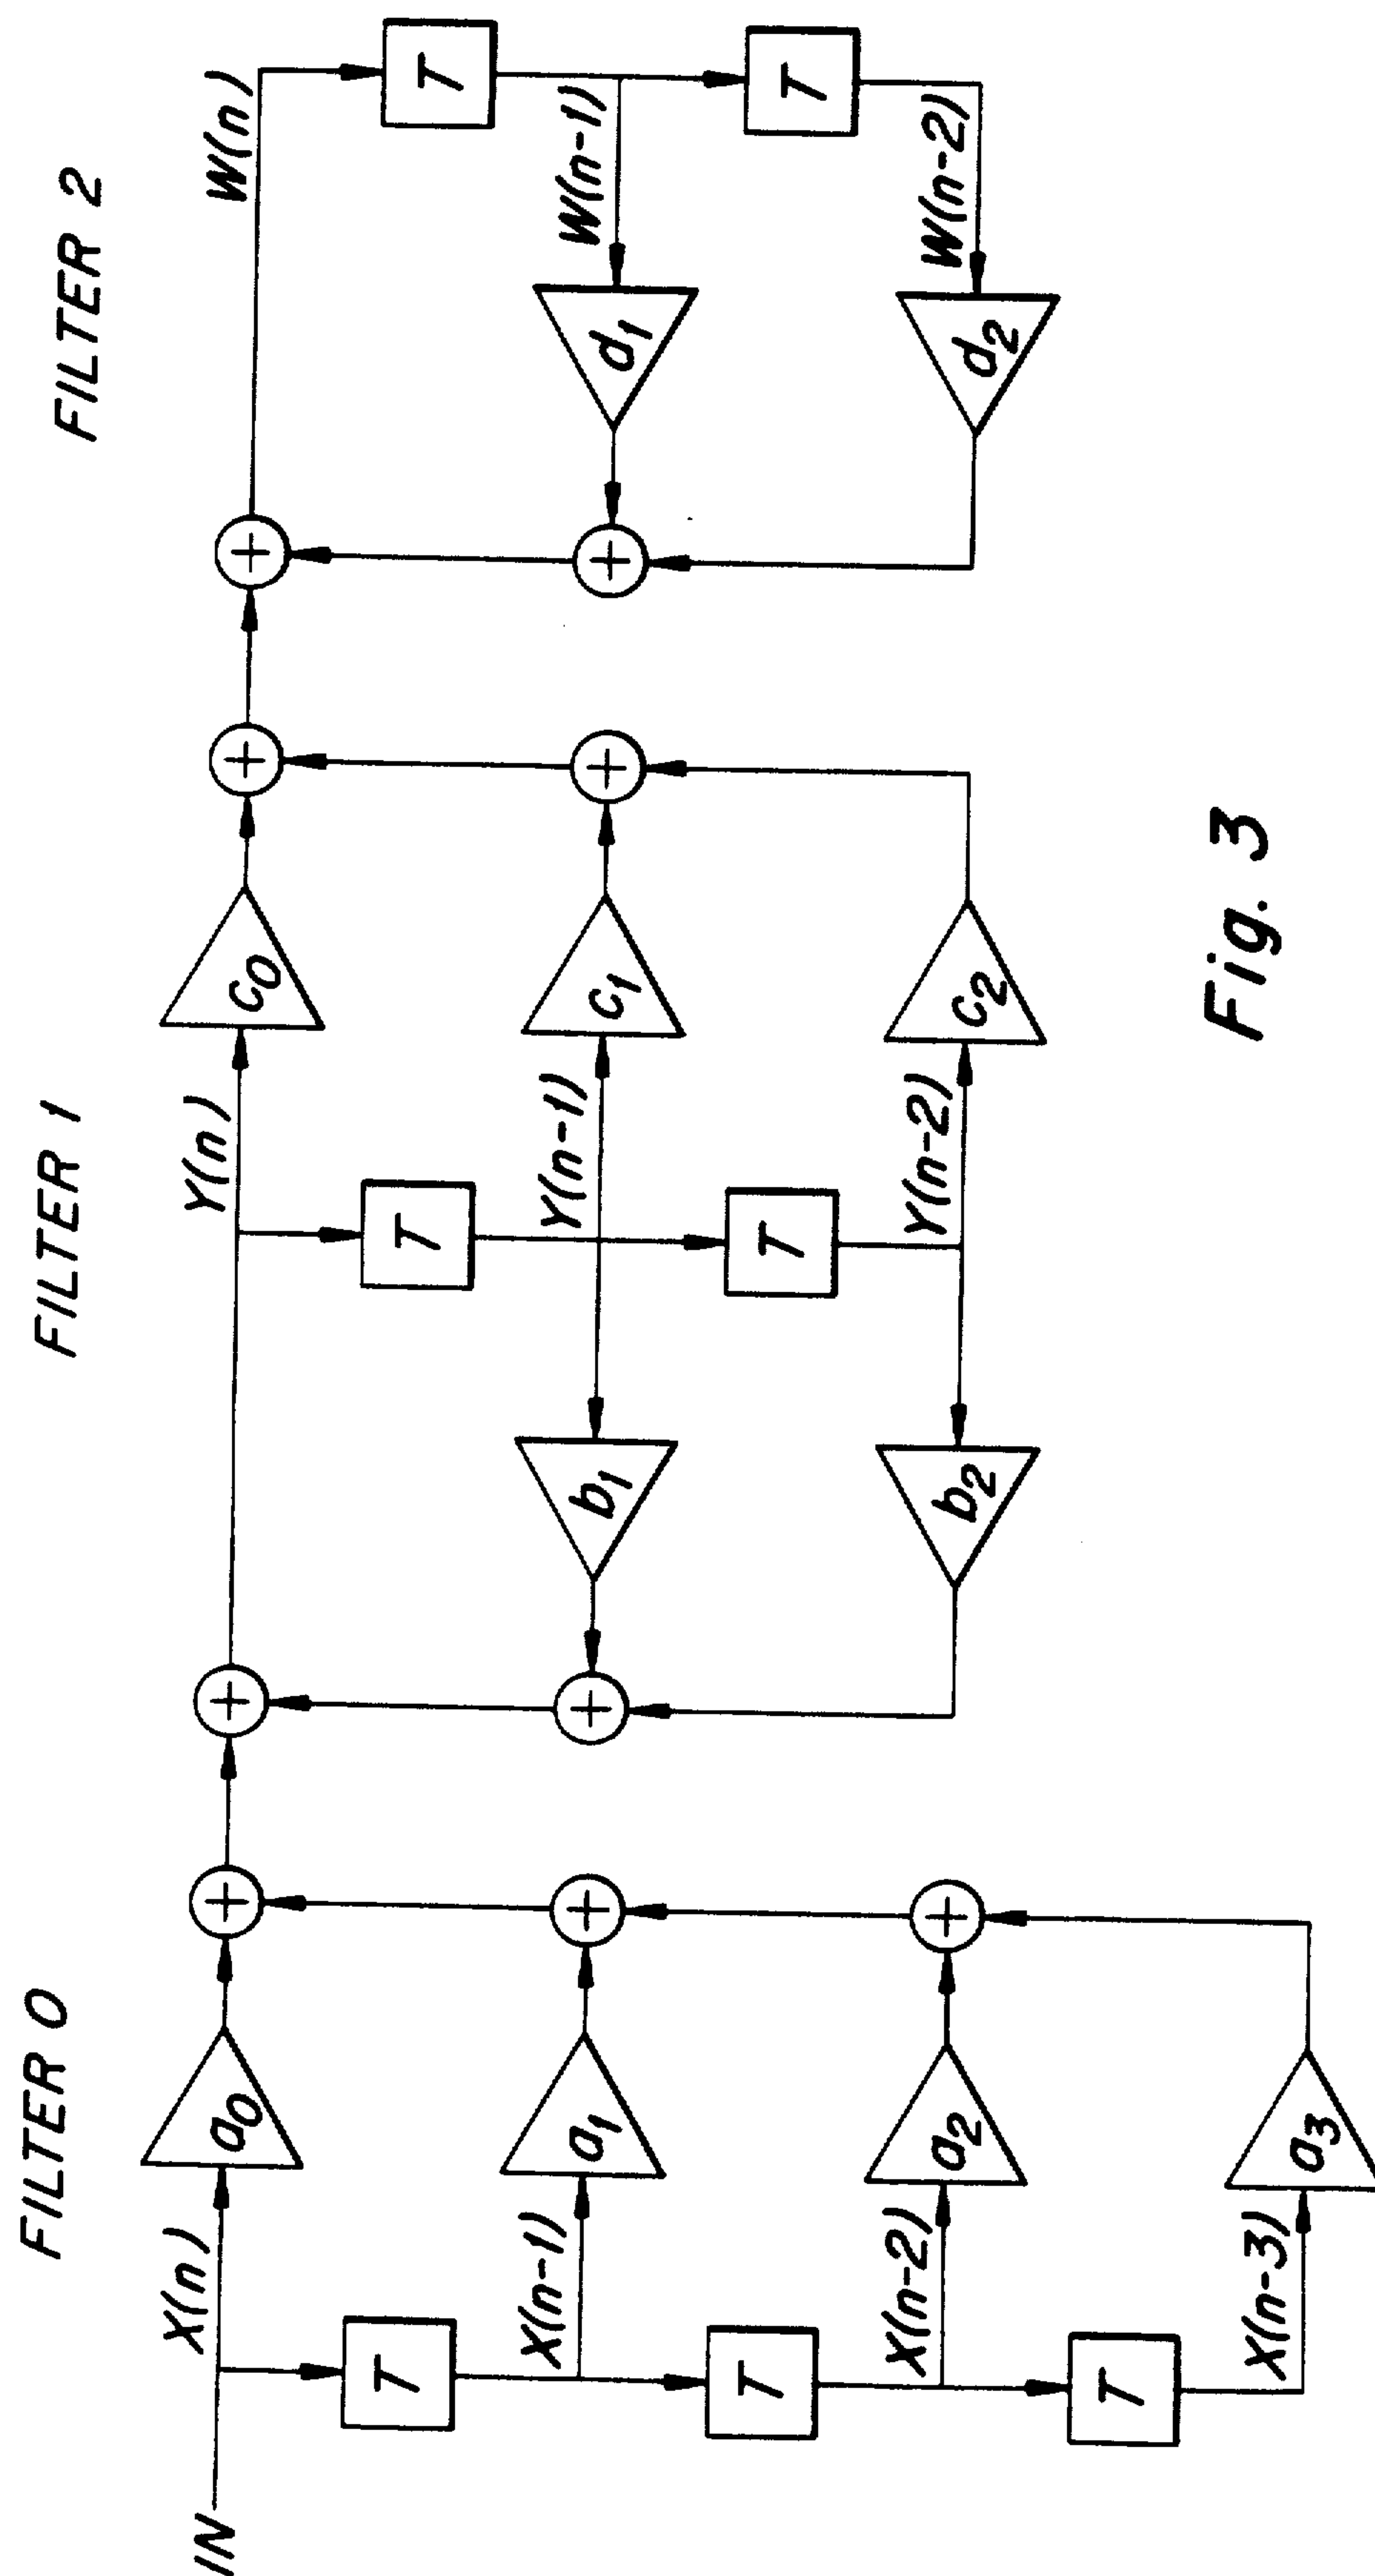 FILTER 0
FILTER 1
FILTER 2
IN
X(n)
a0
Y(n)
c0
W(n)
T
T
T
X(n-1)
a1
b1
Y(n-1)
c1
d1
W(n-1)
T
T
T
X(n-2)
a2
b2
Y(n-2)
c2
d2
W(n-2)
T
X(n-3)
a3
+
+
+
+
+
+
+
+
+
Fig. 3